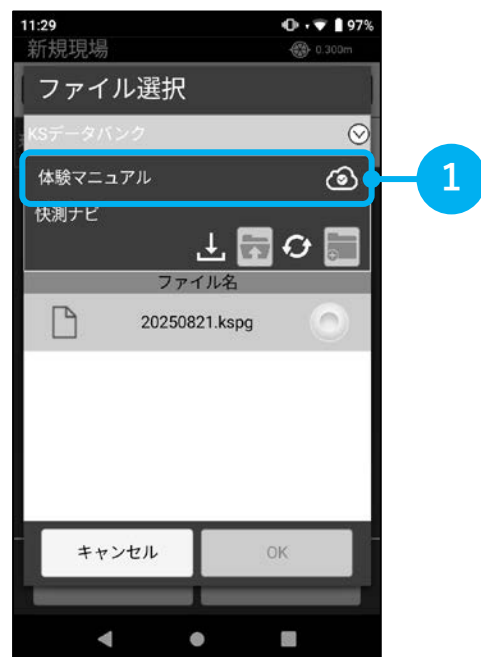 11:29 97%
新規現場 0.300m
ファイル選択
KSデータバンク
体験マニュアル
1
快測ナビ
ファイル名
20250821.kspg
キャンセル OK